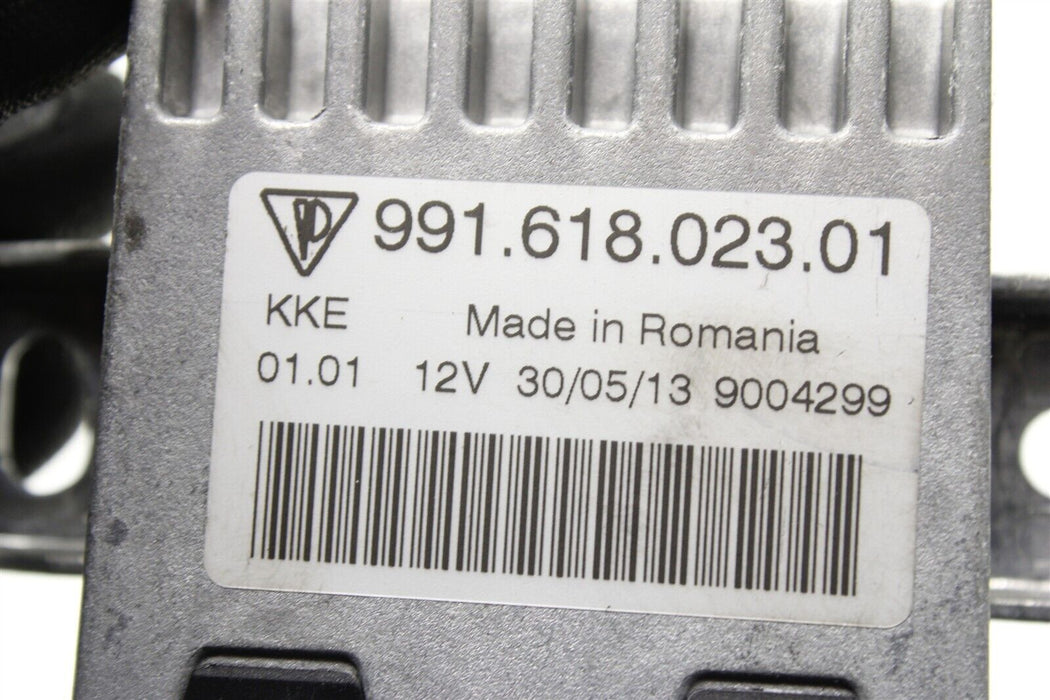 991.618.023.01
KKE Made in Romania
01.01 12V 30/05/13 9004299